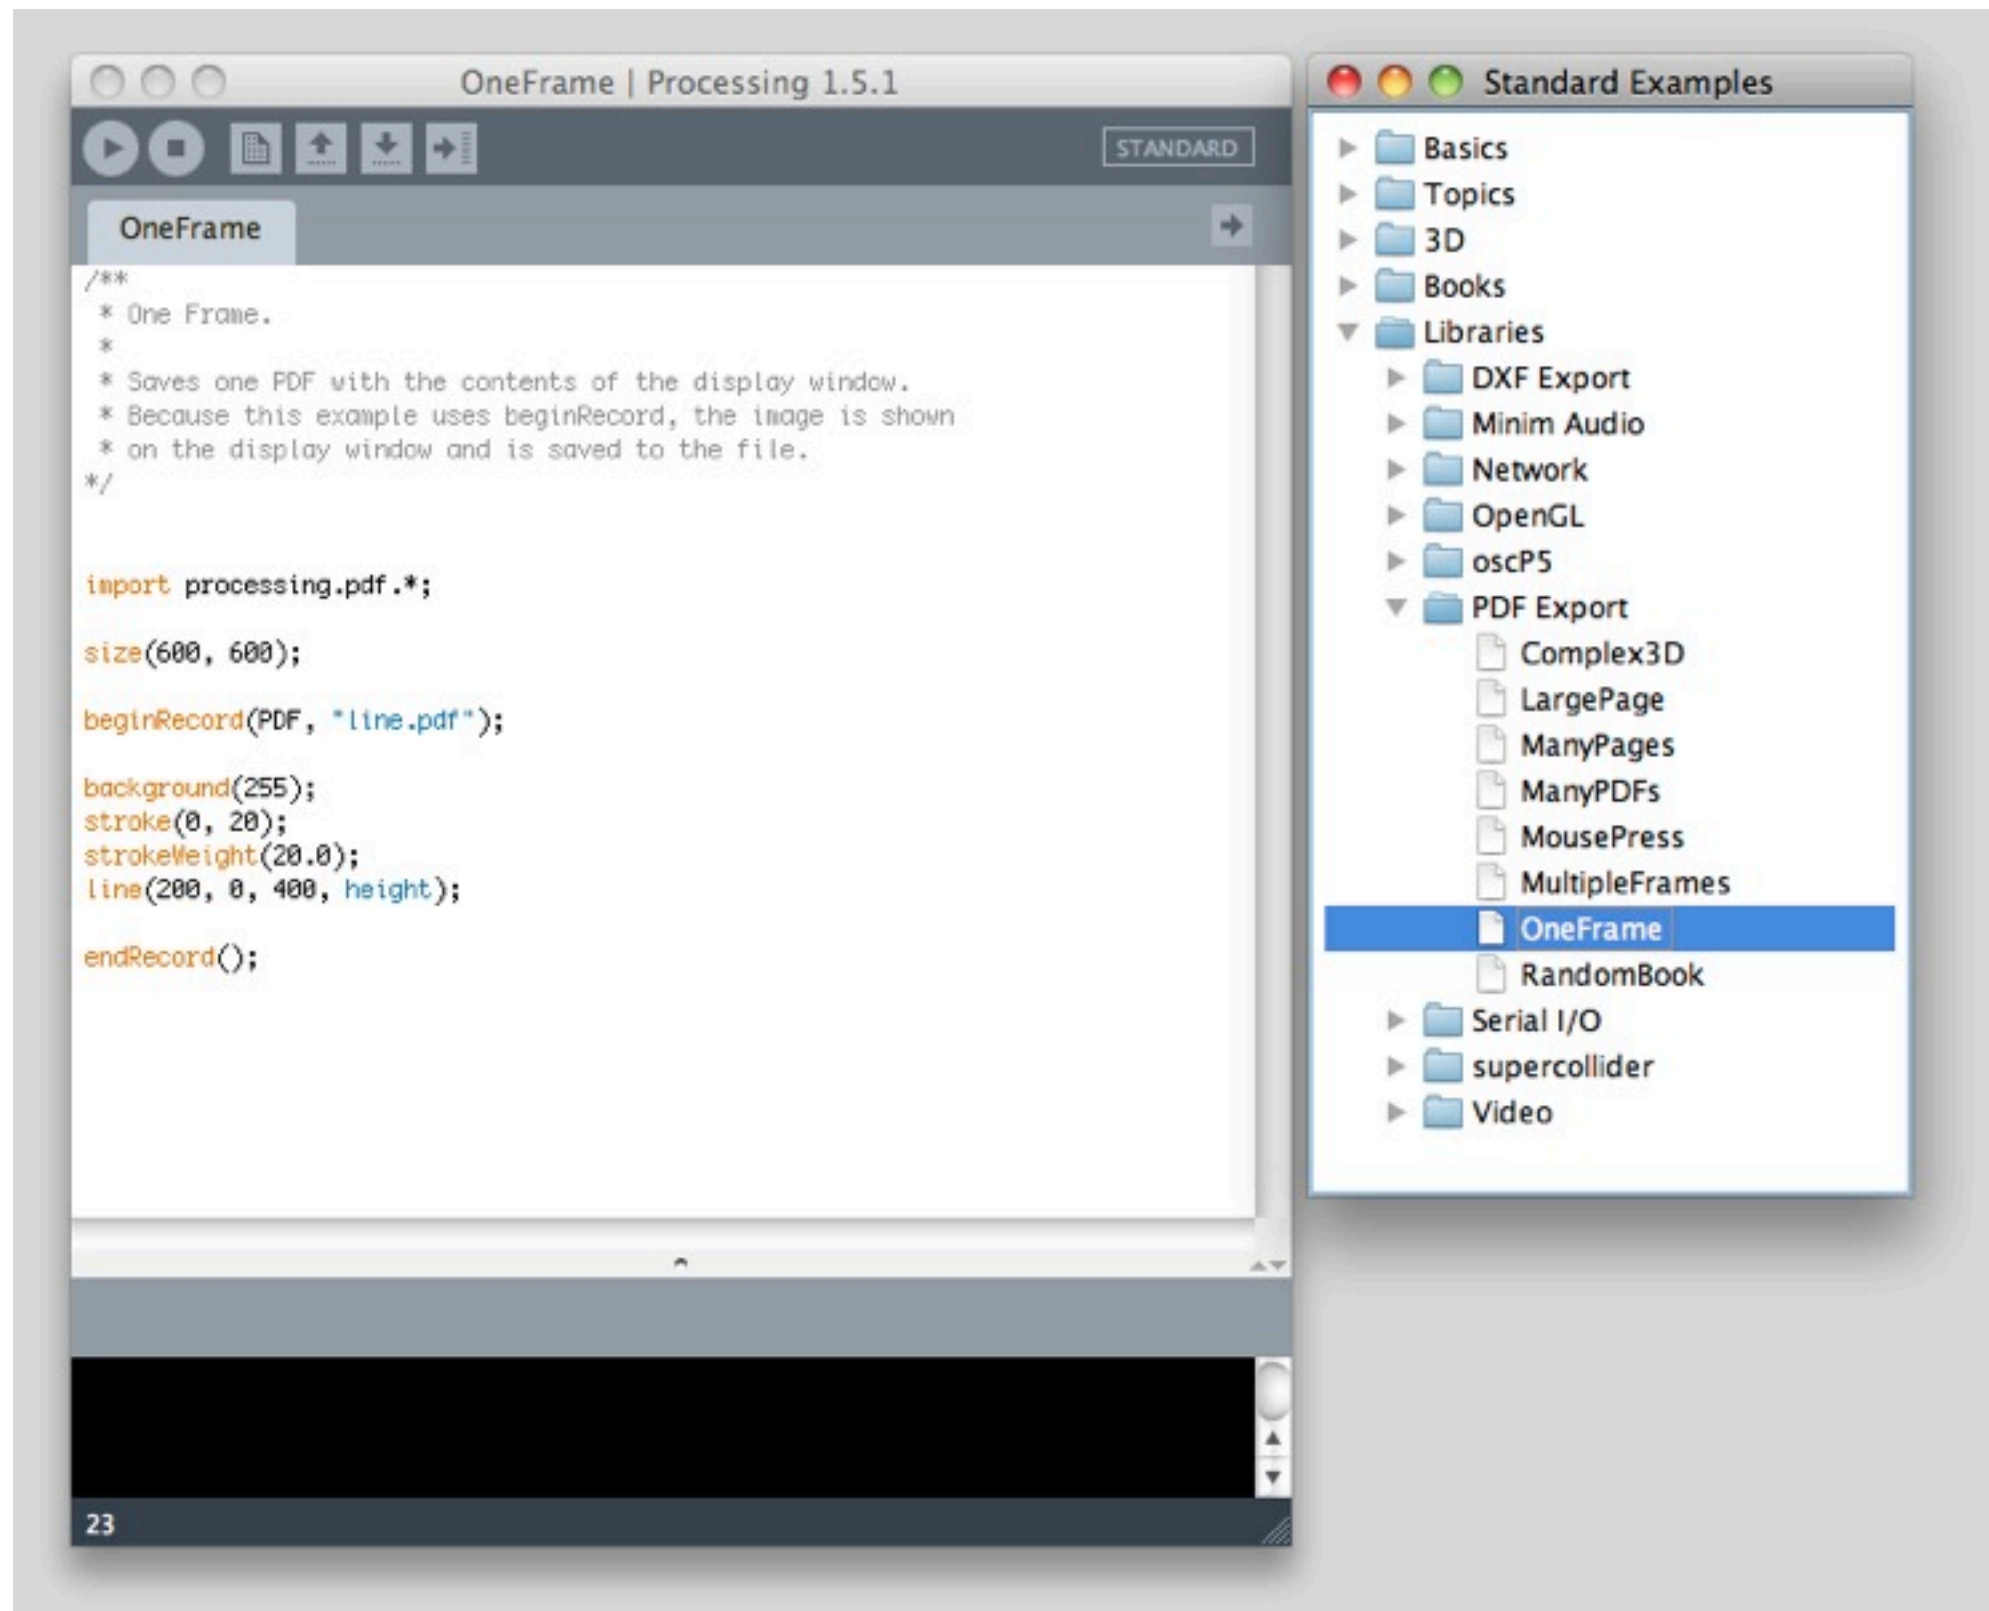 OneFrame | Processing 1.5.1
STANDARD
OneFrame
/**
* One Frame.
*
* Saves one PDF with the contents of the display window.
* Because this example uses beginRecord, the image is shown
* on the display window and is saved to the file.
*/
import processing.pdf.*;
size(600, 600);
beginRecord(PDF, "line.pdf");
background(255);
stroke(0, 20);
strokeWeight(20.0);
line(200, 0, 400, height);
endRecord();
23
Standard Examples
Basics
Topics
3D
Books
Libraries
DXF Export
Minim Audio
Network
OpenGL
oscP5
PDF Export
Complex3D
LargePage
ManyPages
ManyPDFs
MousePress
MultipleFrames
OneFrame
RandomBook
Serial I/O
supercollider
Video